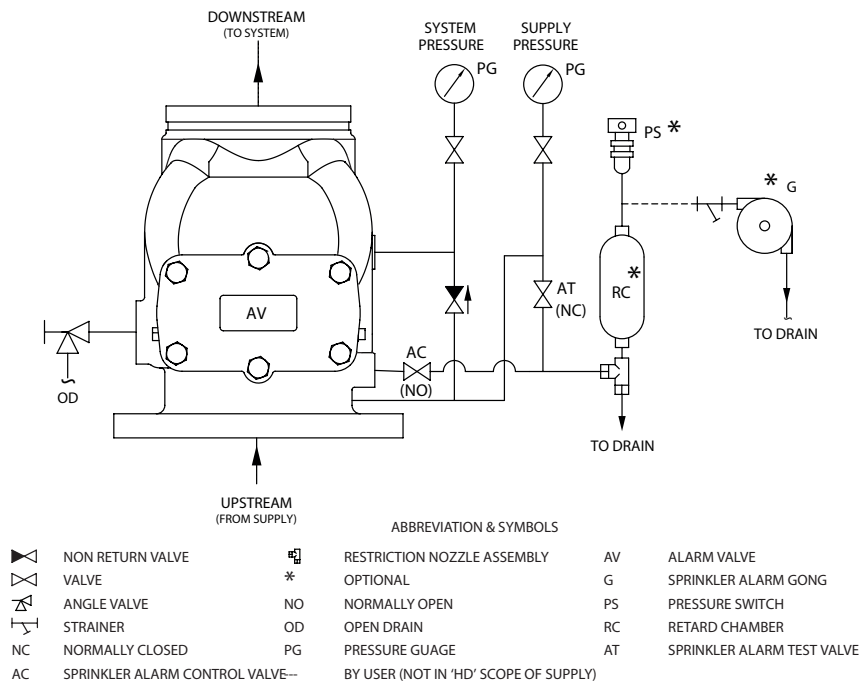 DOWNSTREAM
(TO SYSTEM)
SYSTEM
PRESSURE
SUPPLY
PRESSURE
PG
PG
PS *
* G
RC *
AT
(NC)
TO DRAIN
AV
AC
(NO)
OD
TO DRAIN
UPSTREAM
(FROM SUPPLY)
ABBREVIATION & SYMBOLS
NON RETURN VALVE RESTRICTION NOZZLE ASSEMBLY AV ALARM VALVE
VALVE * OPTIONAL G SPRINKLER ALARM GONG
ANGLE VALVE NO NORMALLY OPEN PS PRESSURE SWITCH
STRAINER OD OPEN DRAIN RC RETARD CHAMBER
NC NORMALLY CLOSED PG PRESSURE GUAGE AT SPRINKLER ALARM TEST VALVE
AC SPRINKLER ALARM CONTROL VALVE --- BY USER (NOT IN 'HD' SCOPE OF SUPPLY)